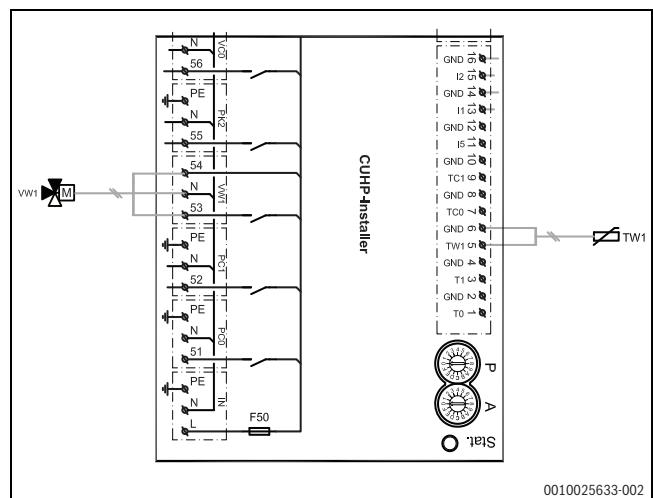 N
VC0
56
PE
N
PK2
55
54
N
VW1
53
PE
N
PC1
52
PE
N
PC0
51
PE
N
IN
L
F50
VW1
M
CUHP-Installer
GND 16
I2 15
GND 14
I1 13
GND 12
I5 11
GND 10
TC1 9
GND 8
TC0 7
GND 6
TW1 5
GND 4
T1 3
GND 2
T0 1
TW1
P
A
Stat.
0010025633-002